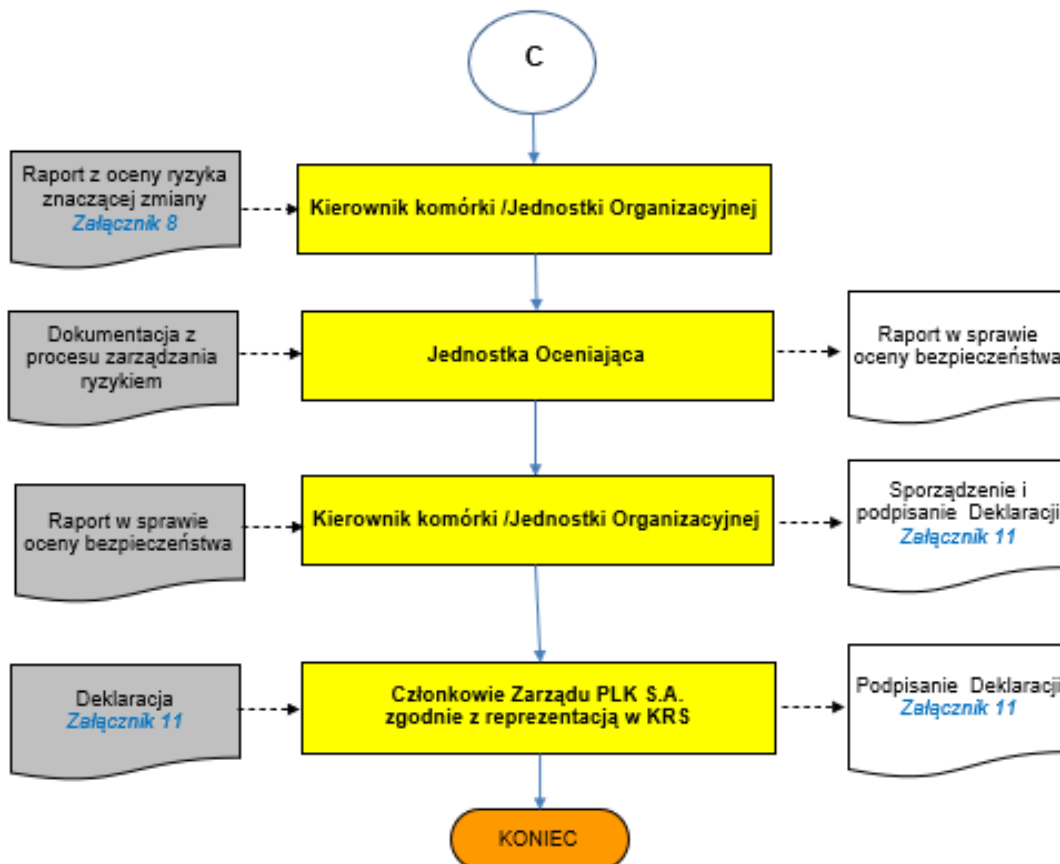 C
Raport z oceny ryzyka
znaczącej zmiany
Załącznik 8
Kierownik komórki /Jednostki Organizacyjnej
Dokumentacja z
procesu zarządzania
ryzykiem
Jednostka Oceniająca
Raport w sprawie
oceny bezpieczeństwa
Raport w sprawie
oceny bezpieczeństwa
Kierownik komórki /Jednostki Organizacyjnej
Sporządzenie i
podpisanie Deklaracji
Załącznik 11
Deklaracja
Załącznik 11
Członkowie Zarządu PLK S.A.
zgodnie z reprezentacją w KRS
Podpisanie Deklaracji
Załącznik 11
KONIEC